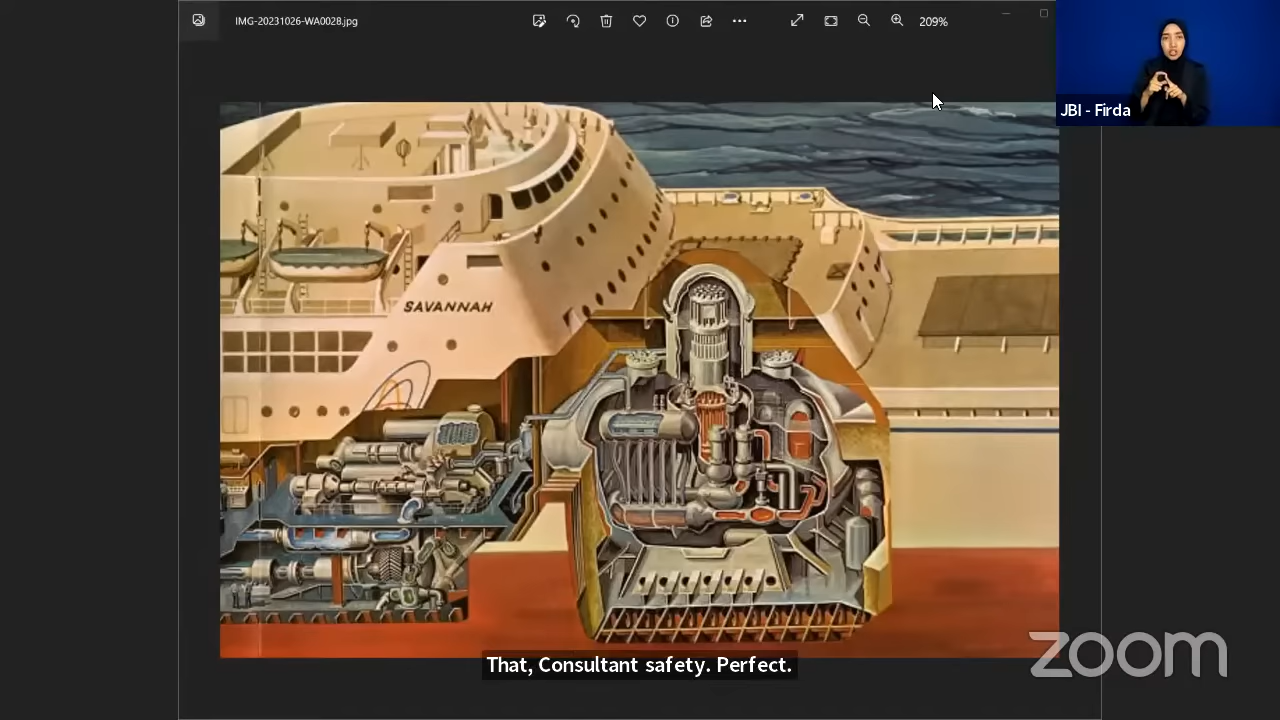 IMG-20231026-WA0028.jpg
209%
JBI - Firda
SAVANNAH
That, Consultant safety. Perfect.
zoom